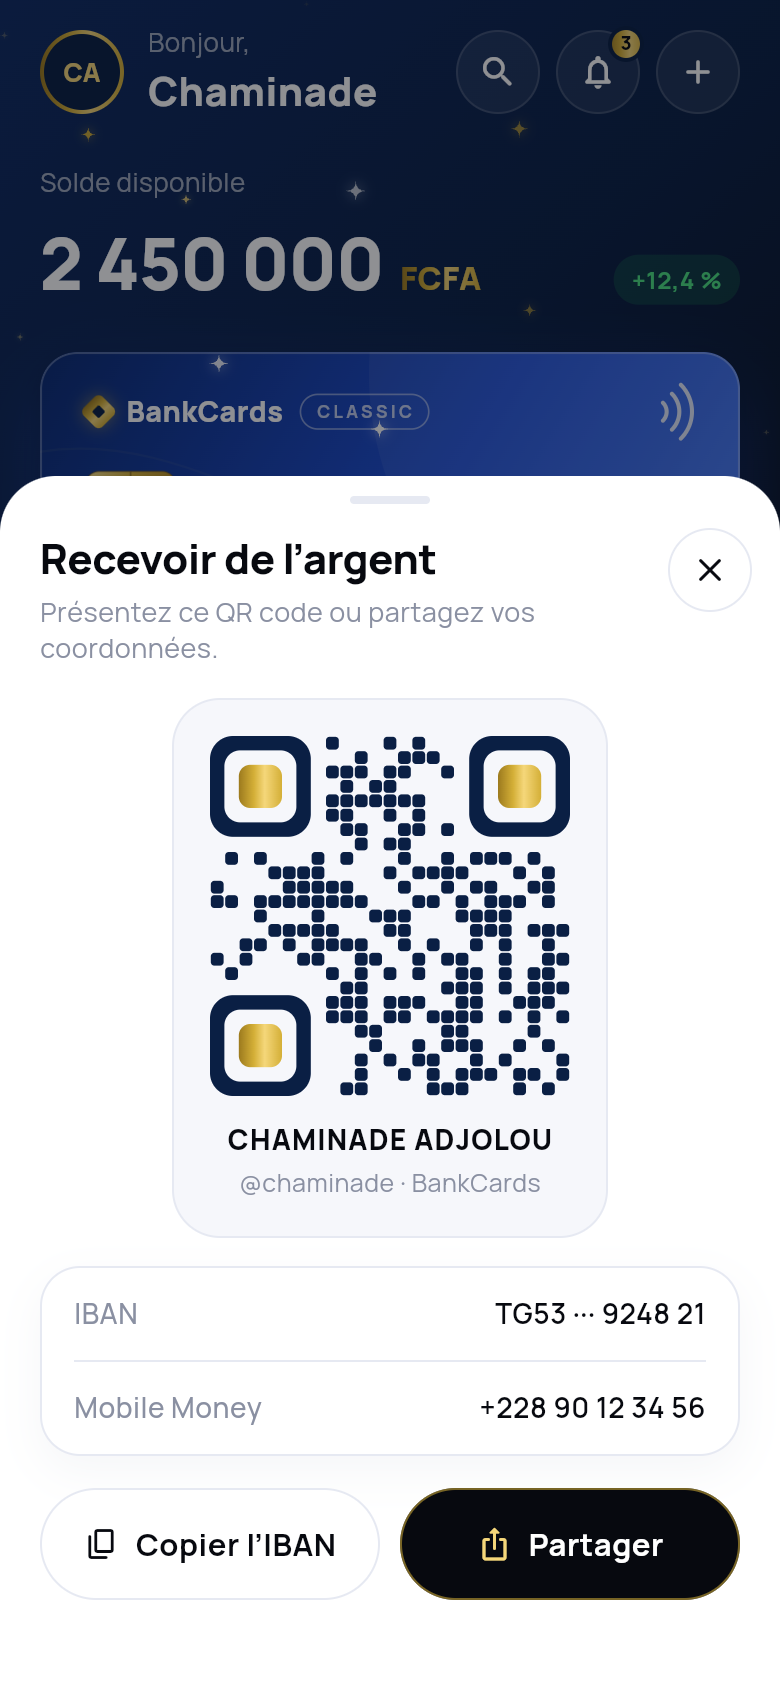 CA
Bonjour,
Chaminade
3
Solde disponible
2 450 000 FCFA
+12,4 %
BankCards
CLASSIC
Recevoir de l’argent
Présentez ce QR code ou partagez vos
coordonnées.
CHAMINADE ADJOLOU
@chaminade · BankCards
IBAN
TG53 ··· 9248 21
Mobile Money
+228 90 12 34 56
Copier l’IBAN
Partager